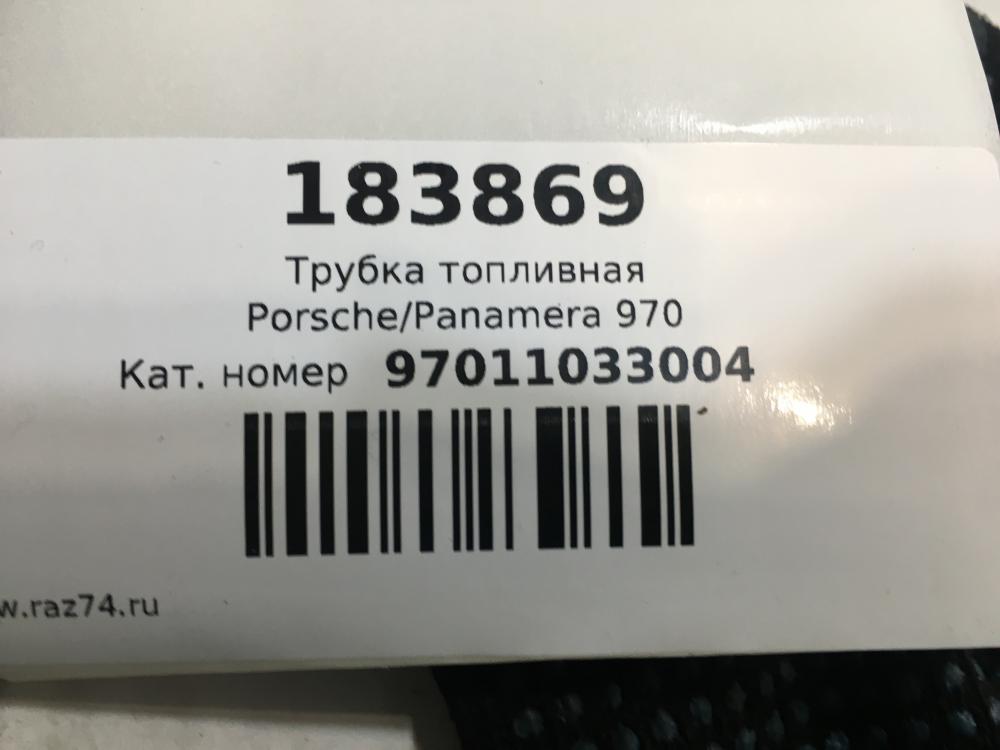 183869
Трубка топливная
Porsche/Panamera 970
Кат. номер 97011033004
w.raz74.ru